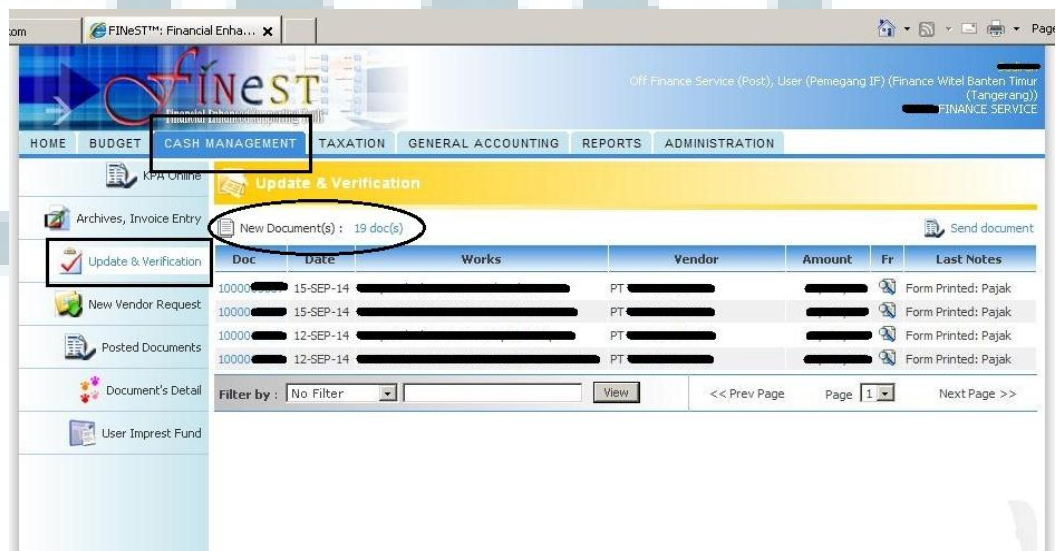 com FINeST™: Financial Enha... X Page
FINeST
Off Finance Service (Post), User (Pemegang IF) (Finance Witel Banten Timur
(Tangerang))
FINANCE SERVICE
HOME BUDGET CASH MANAGEMENT TAXATION GENERAL ACCOUNTING REPORTS ADMINISTRATION
KPA Online
Update & Verification
Archives, Invoice Entry
New Document(s) : 19 doc(s) Send document
Update & Verification
Doc Date Works Vendor Amount Fr Last Notes
10000 15-SEP-14 PT Form Printed: Pajak
New Vendor Request
10000 15-SEP-14 PT Form Printed: Pajak
10000 12-SEP-14 PT Form Printed: Pajak
Posted Documents
10000 12-SEP-14 PT Form Printed: Pajak
Document's Detail
Filter by : No Filter View << Prev Page Page 1 Next Page >>
User Imprest Fund